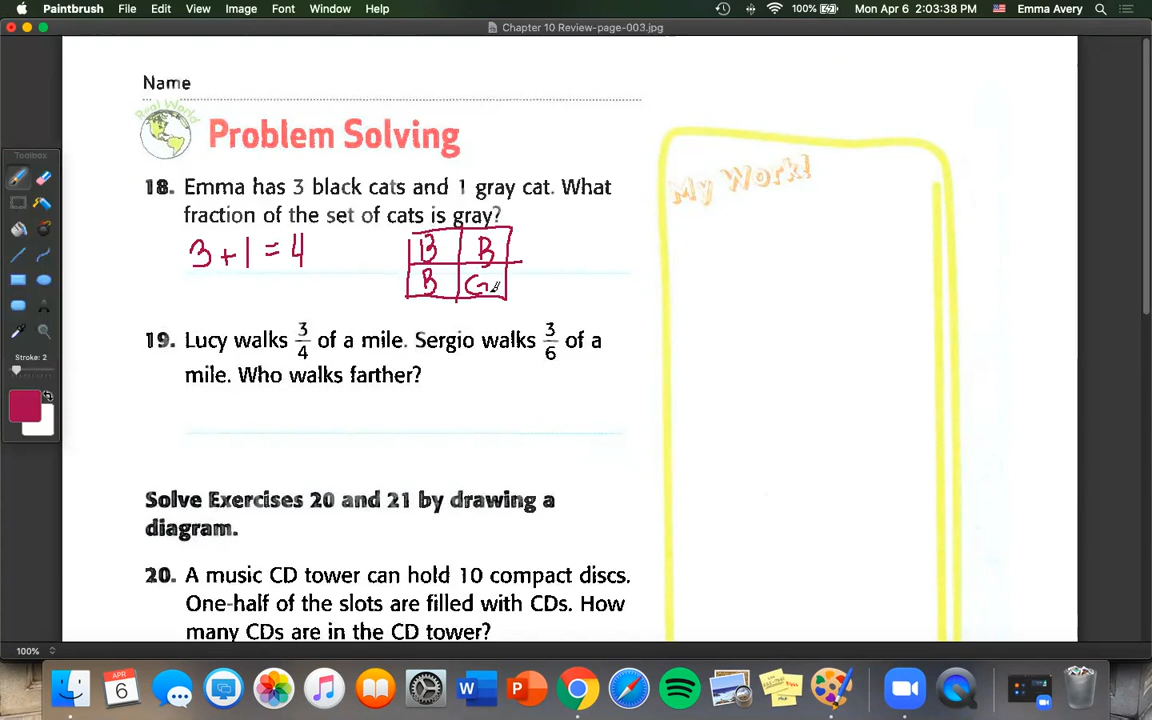 Paintbrush File Edit View Image Font Window Help 100% Mon Apr 6 2:03:38 PM Emma Avery
Chapter 10 Review-page-003.jpg
Name
Real World
Problem Solving
My Work!
18. Emma has 3 black cats and 1 gray cat. What
fraction of the set of cats is gray?
3 + 1 = 4
B B
B G
19. Lucy walks 3/4 of a mile. Sergio walks 3/6 of a
mile. Who walks farther?
Solve Exercises 20 and 21 by drawing a
diagram.
20. A music CD tower can hold 10 compact discs.
One-half of the slots are filled with CDs. How
many CDs are in the CD tower?
Toolbox
Stroke: 2
100%
APR
6
W
P